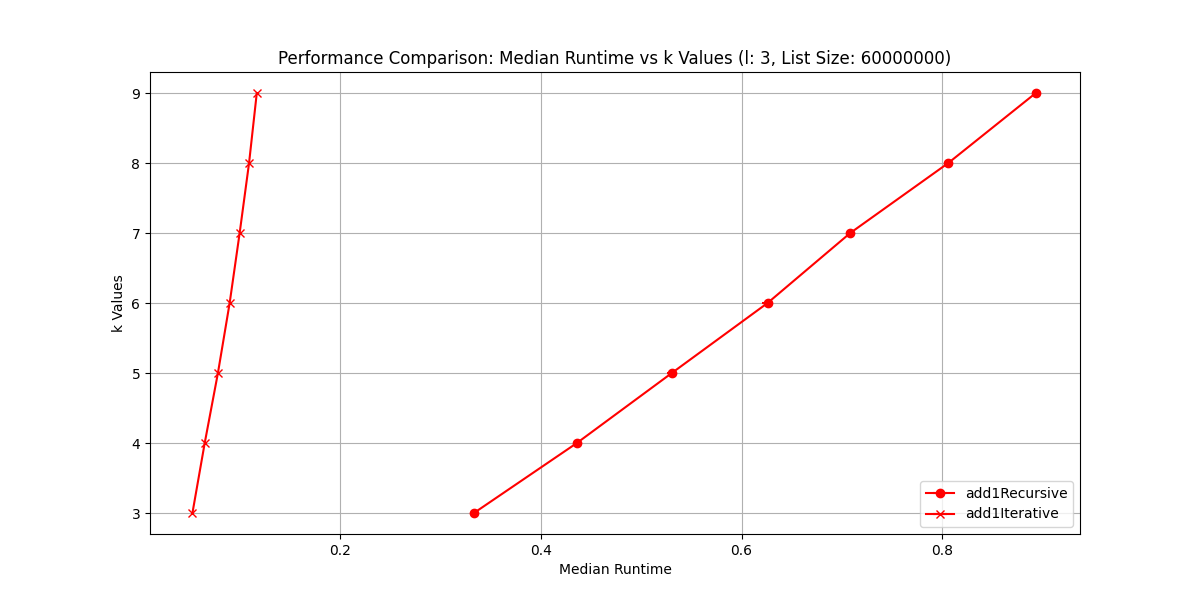 Performance Comparison: Median Runtime vs k Values (l: 3, List Size: 60000000)
k Values
9
8
7
6
5
4
3
add1Recursive
add1Iterative
0.2 0.4 0.6 0.8
Median Runtime